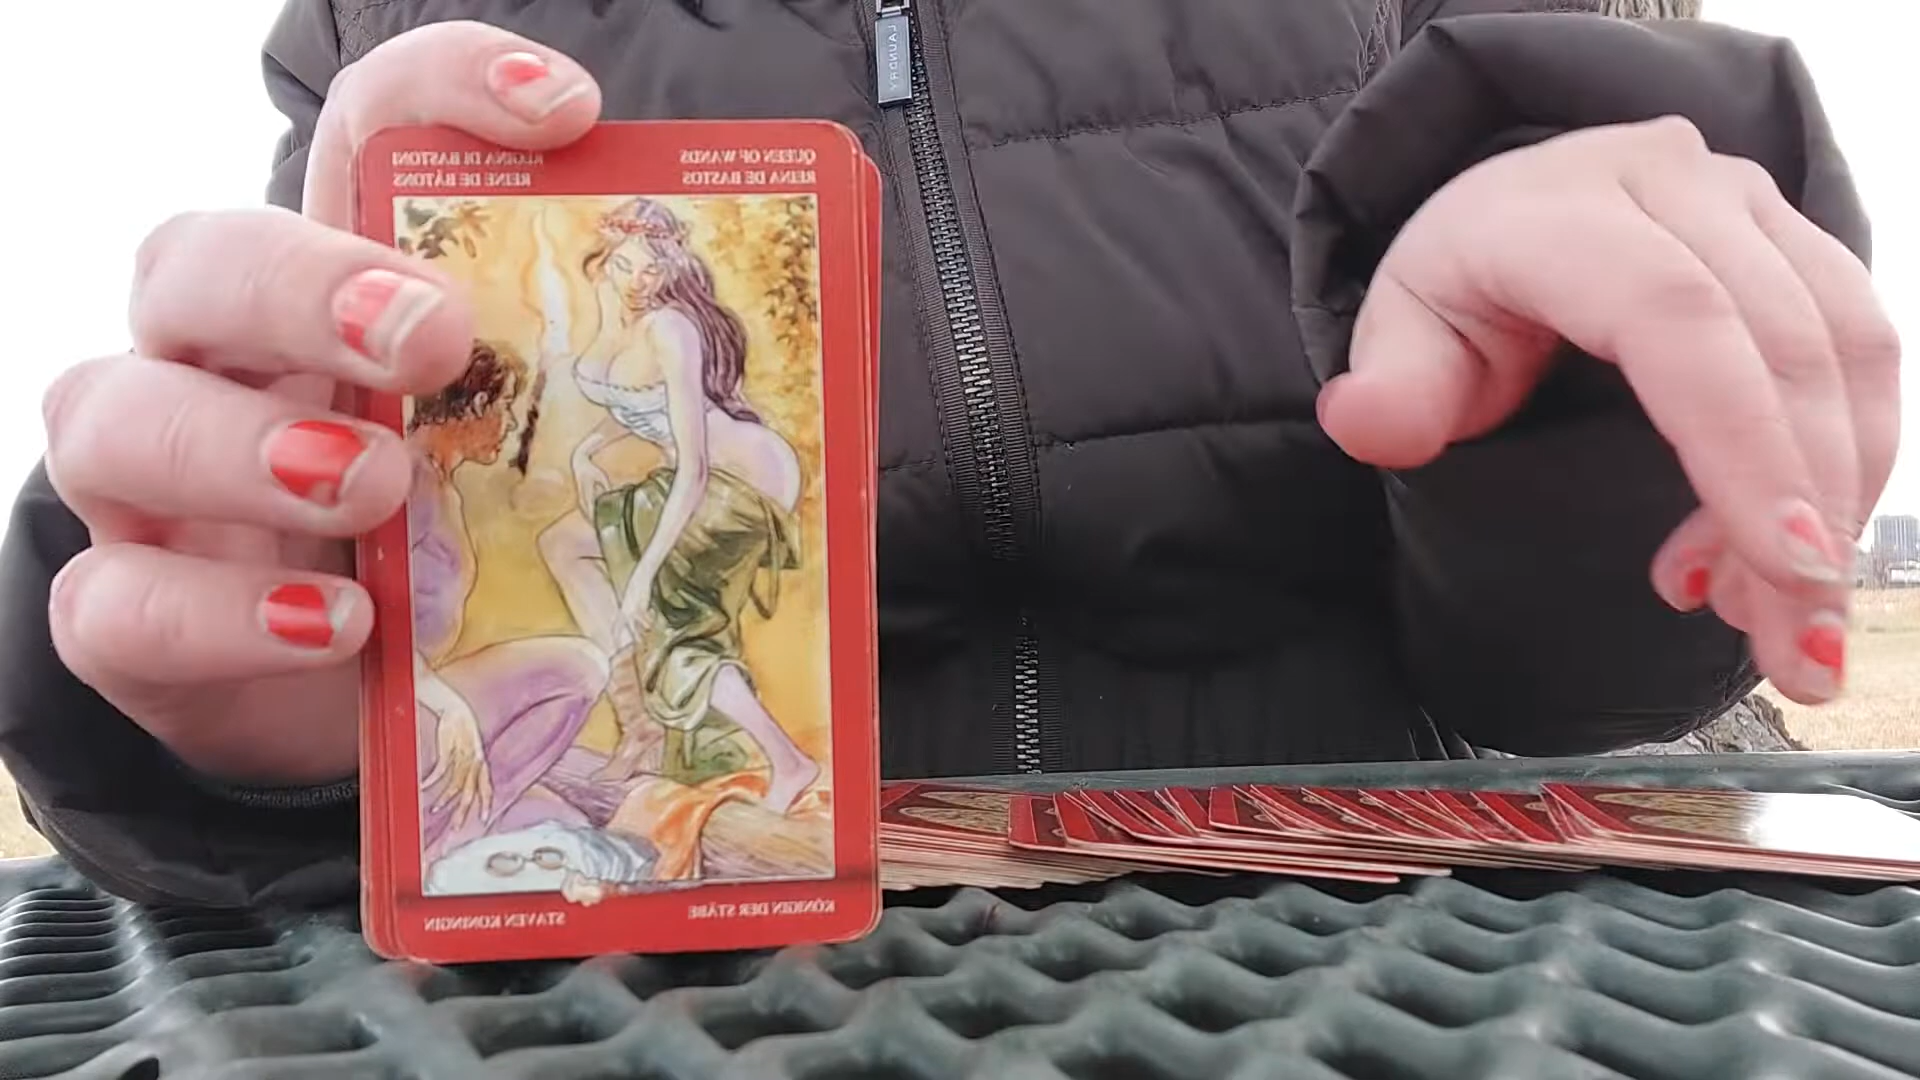 LAUNDRY
QUEEN OF WANDS
REGINA DI BASTONI
REINA DE BASTOS
REINE DE BÂTONS
KÖNIGIN DER STÄBE
STAVEN KONINGIN